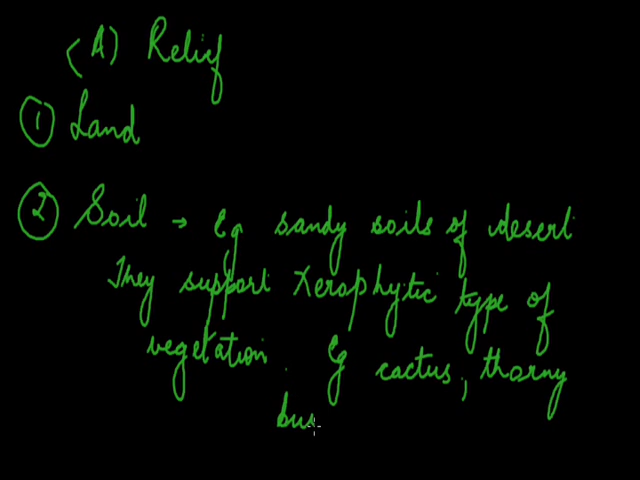 (A) Relief
① Land
② Soil → Eg sandy soils of desert
They support Xerophytic type of
vegetation. Eg cactus, thorny
bus